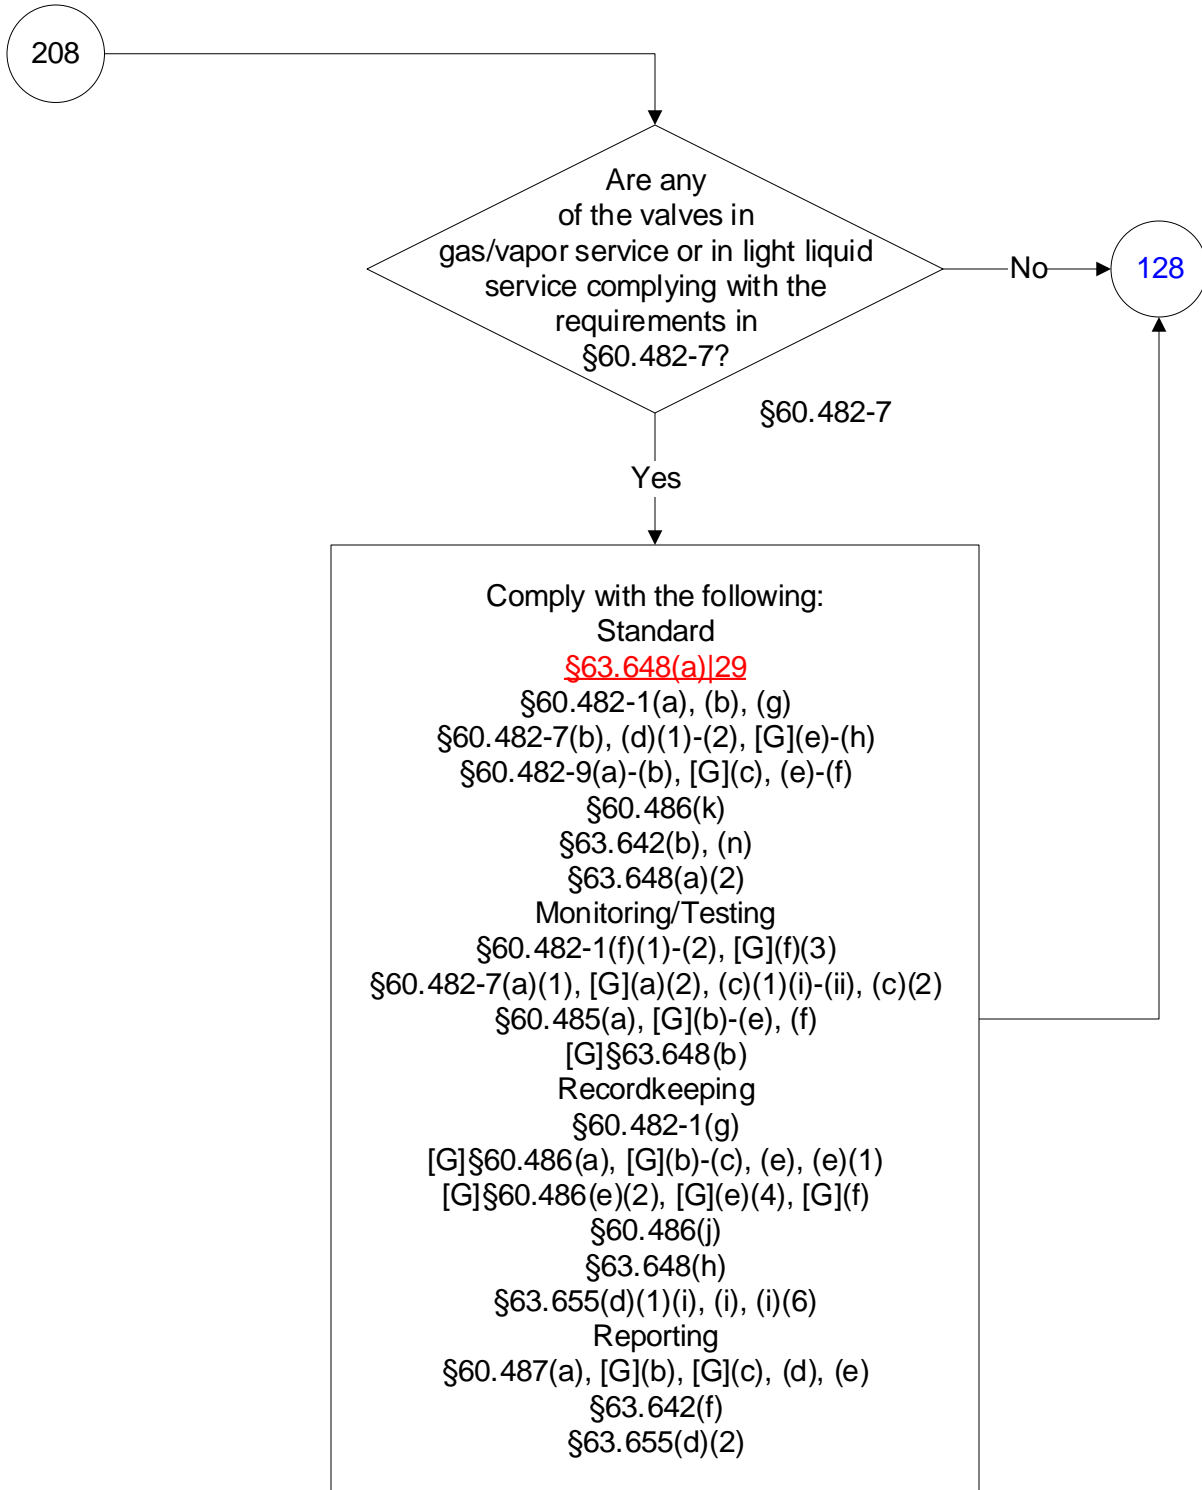 208
Are any
of the valves in
gas/vapor service or in light liquid
service complying with the
requirements in
§60.482-7?
No
128
§60.482-7
Yes
Comply with the following:
Standard
§63.648(a)|29
§60.482-1(a), (b), (g)
§60.482-7(b), (d)(1)-(2), [G](e)-(h)
§60.482-9(a)-(b), [G](c), (e)-(f)
§60.486(k)
§63.642(b), (n)
§63.648(a)(2)
Monitoring/Testing
§60.482-1(f)(1)-(2), [G](f)(3)
§60.482-7(a)(1), [G](a)(2), (c)(1)(i)-(ii), (c)(2)
§60.485(a), [G](b)-(e), (f)
[G]§63.648(b)
Recordkeeping
§60.482-1(g)
[G]§60.486(a), [G](b)-(c), (e), (e)(1)
[G]§60.486(e)(2), [G](e)(4), [G](f)
§60.486(j)
§63.648(h)
§63.655(d)(1)(i), (i), (i)(6)
Reporting
§60.487(a), [G](b), [G](c), (d), (e)
§63.642(f)
§63.655(d)(2)